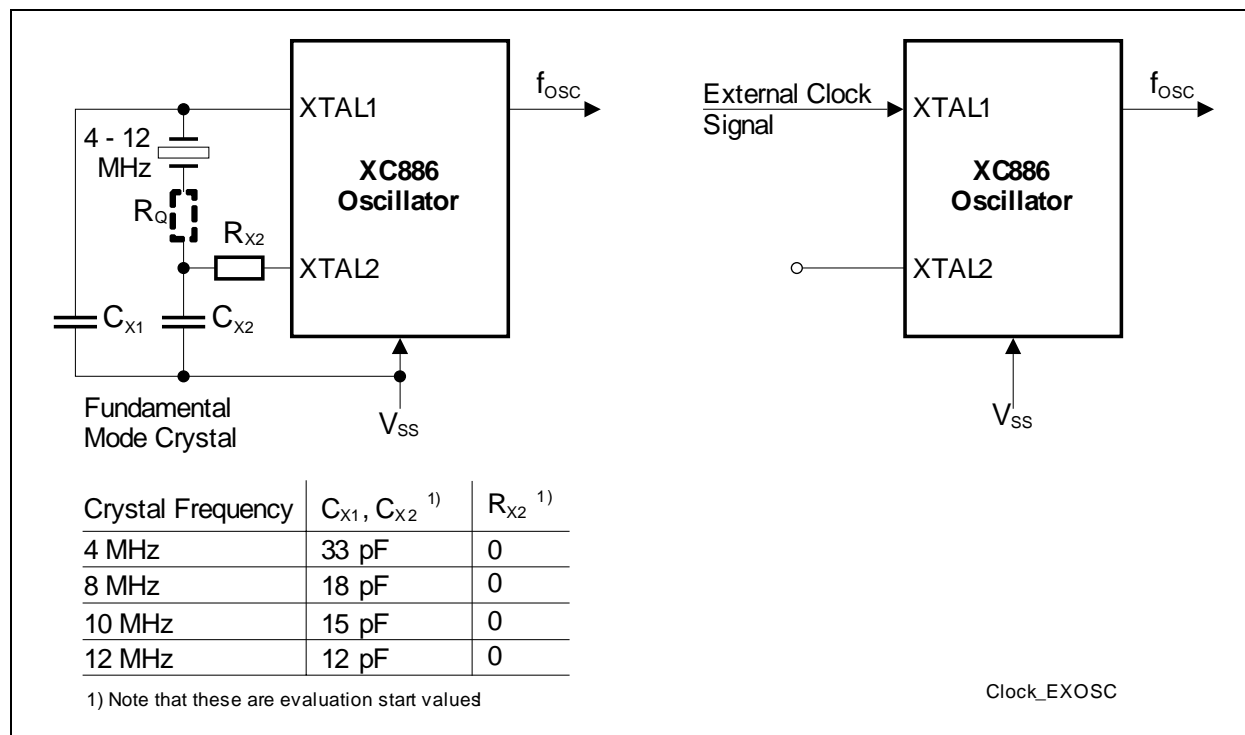 XTAL1
f_OSC
4 - 12
MHz
XC886
Oscillator
R_Q
R_X2
XTAL2
C_X1
C_X2
Fundamental
Mode Crystal
V_SS
External Clock
Signal
XTAL1
f_OSC
XC886
Oscillator
XTAL2
V_SS
Crystal Frequency C_X1, C_X2 1) R_X2 1)
4 MHz 33 pF 0
8 MHz 18 pF 0
10 MHz 15 pF 0
12 MHz 12 pF 0
1) Note that these are evaluation start values!
Clock_EXOSC